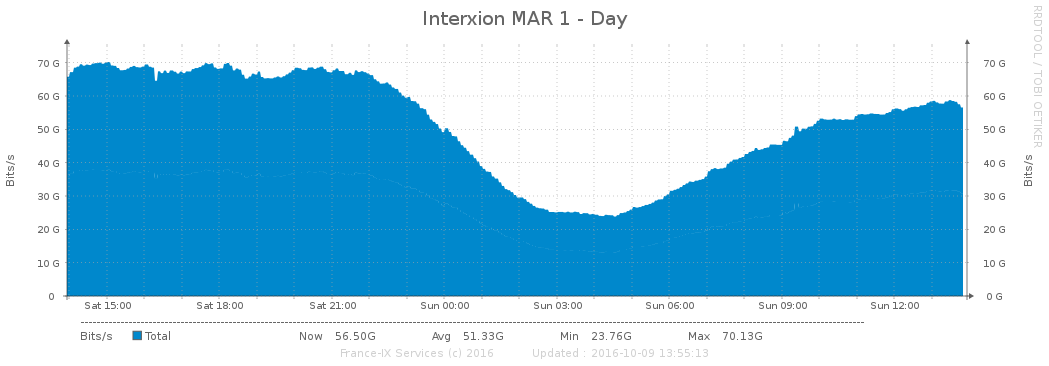 Interxion MAR 1 - Day
RRDTOOL / TOBI OETIKER
Bits/s
70 G 70 G
60 G 60 G
50 G 50 G
40 G 40 G
30 G 30 G
20 G 20 G
10 G 10 G
0 0 G
Bits/s
Sat 15:00 Sat 18:00 Sat 21:00 Sun 00:00 Sun 03:00 Sun 06:00 Sun 09:00 Sun 12:00
Bits/s Total Now 56.50G Avg 51.33G Min 23.76G Max 70.13G
France-IX Services (c) 2016 Updated : 2016-10-09 13:55:13